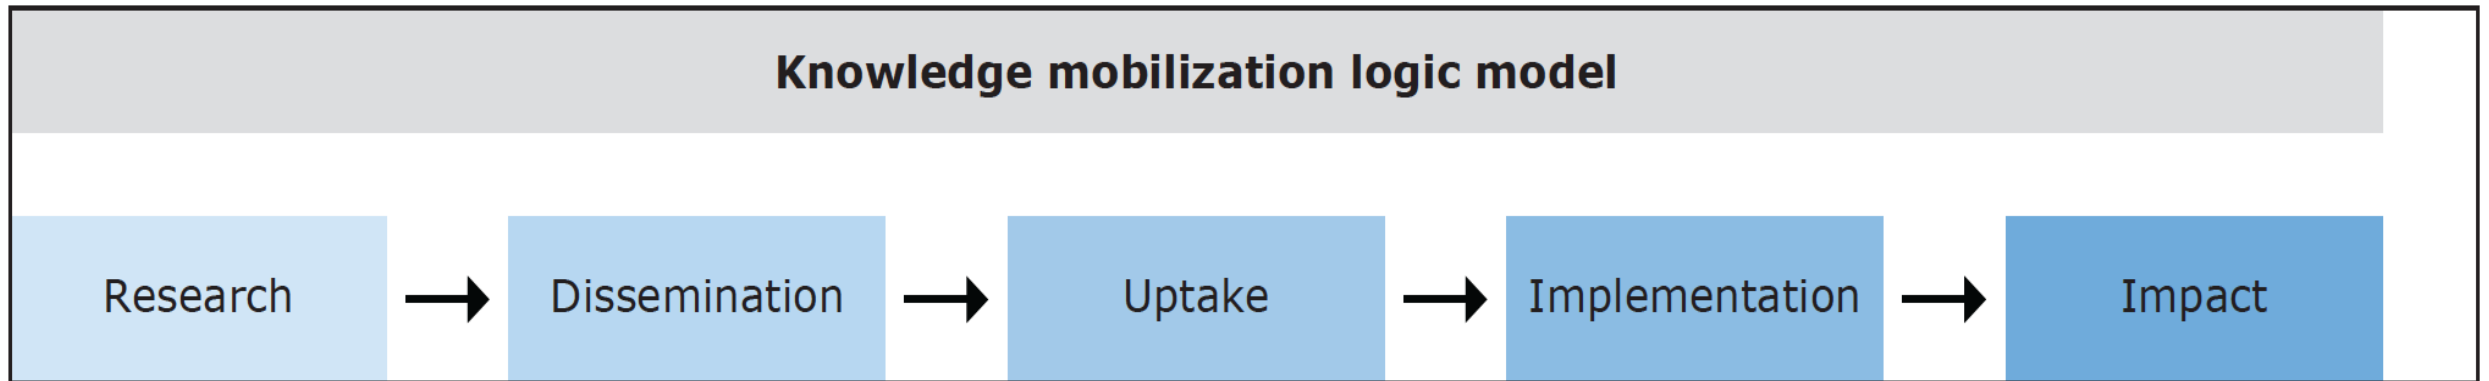 Knowledge mobilization logic model
Research → Dissemination → Uptake → Implementation → Impact